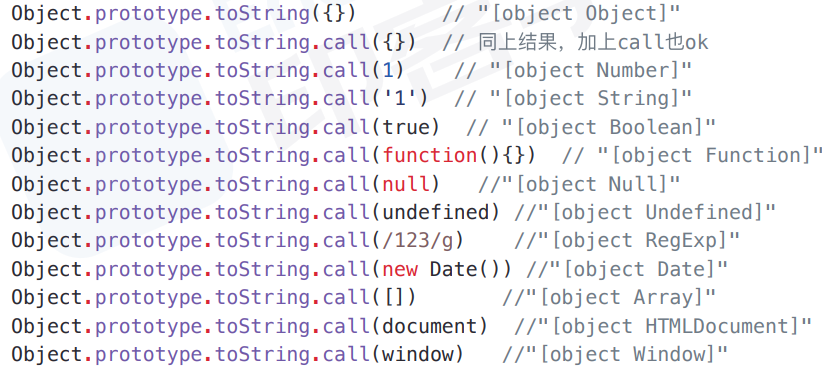 Object.prototype.toString({})       // "[object Object]"
Object.prototype.toString.call({})  // 同上结果，加上call也ok
Object.prototype.toString.call(1)    // "[object Number]"
Object.prototype.toString.call('1')  // "[object String]"
Object.prototype.toString.call(true)  // "[object Boolean]"
Object.prototype.toString.call(function(){})  // "[object Function]"
Object.prototype.toString.call(null)   //"[object Null]"
Object.prototype.toString.call(undefined) //"[object Undefined]"
Object.prototype.toString.call(/123/g)    //"[object RegExp]"
Object.prototype.toString.call(new Date()) //"[object Date]"
Object.prototype.toString.call([])       //"[object Array]"
Object.prototype.toString.call(document)  //"[object HTMLDocument]"
Object.prototype.toString.call(window)   //"[object Window]"